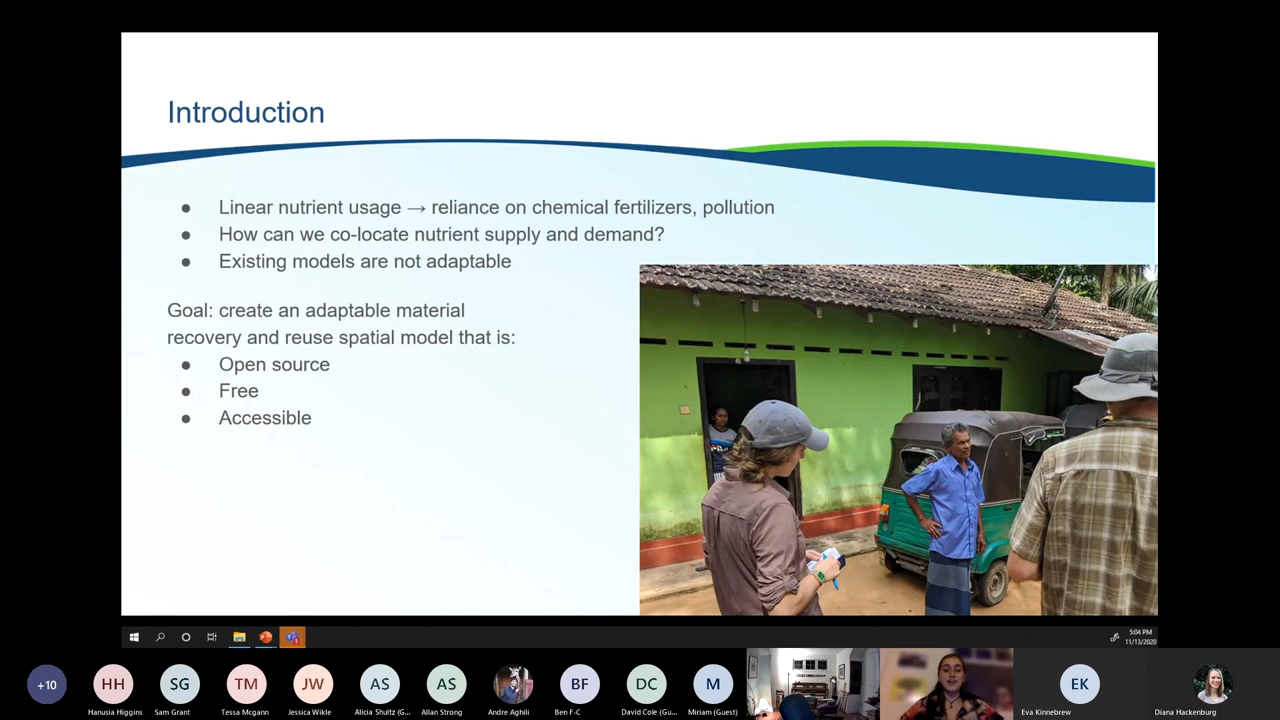 Introduction
● Linear nutrient usage → reliance on chemical fertilizers, pollution
● How can we co-locate nutrient supply and demand?
● Existing models are not adaptable
Goal: create an adaptable material
recovery and reuse spatial model that is:
● Open source
● Free
● Accessible
5:04 PM
11/13/2020
+10
HH
SG
TM
JW
AS
AS
BF
DC
M
EK
Hanusia Higgins
Sam Grant
Tessa Mcgann
Jessica Wikle
Alicia Shultz (G...
Allan Strong
Andre Aghili
Ben F-C
David Cole (Gu...
Miriam (Guest)
Eva Kinnebrew
Diana Hackenburg